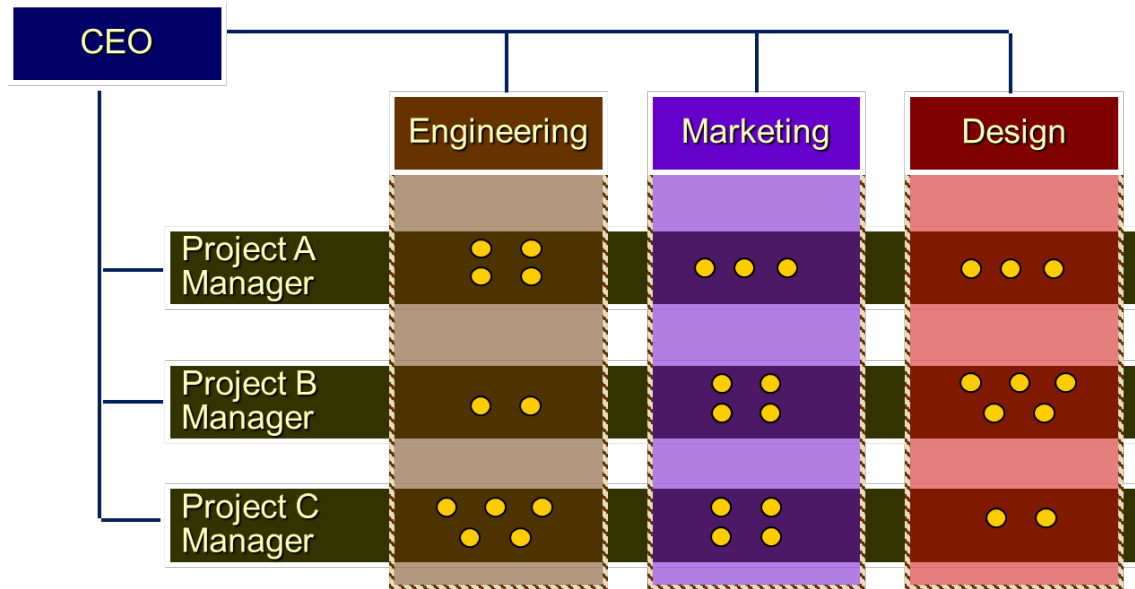 CEO
Engineering
Marketing
Design
Project A
Manager
Project B
Manager
Project C
Manager